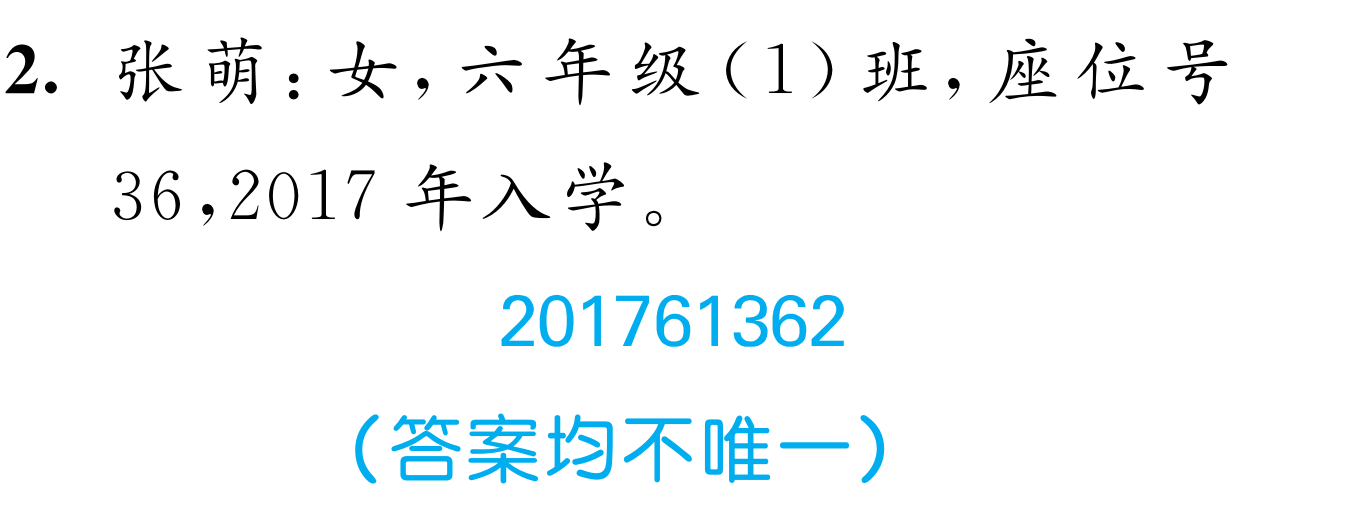 2. 张萌:女,六年级(1)班,座位号
36,2017 年入学。
201761362
(答案均不唯一)